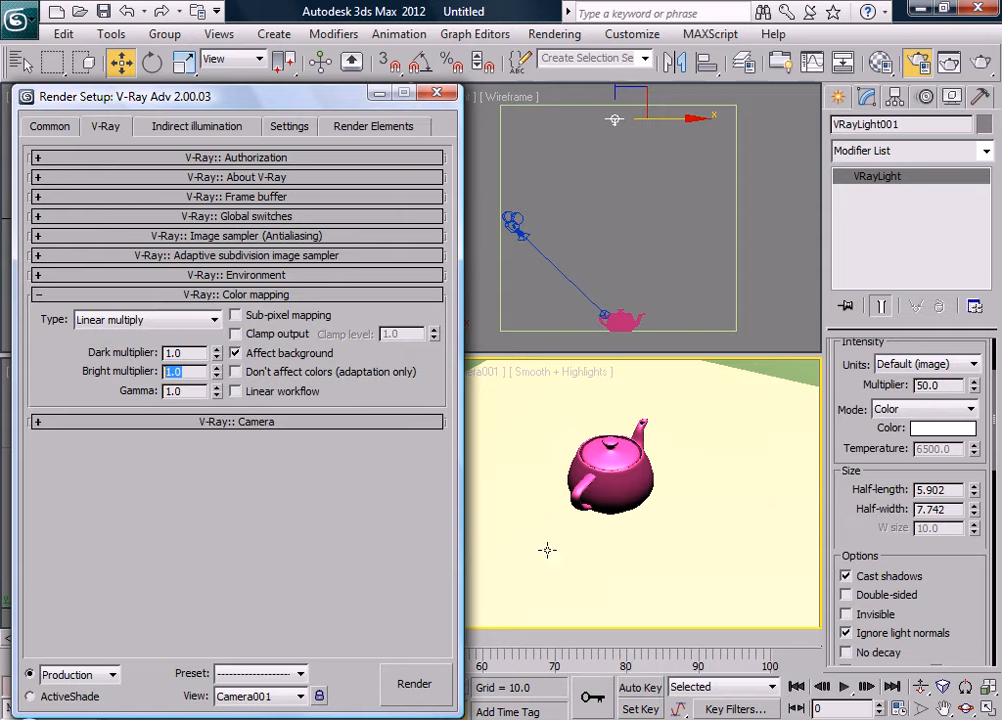 Autodesk 3ds Max 2012 Untitled
Type a keyword or phrase
Edit Tools Group Views Create Modifiers Animation Graph Editors Rendering Customize MAXScript Help
View
Create Selection Se
Render Setup: V-Ray Adv 2.00.03
Common V-Ray Indirect illumination Settings Render Elements
V-Ray:: Authorization
V-Ray:: About V-Ray
V-Ray:: Frame buffer
V-Ray:: Global switches
V-Ray:: Image sampler (Antialiasing)
V-Ray:: Adaptive subdivision image sampler
V-Ray:: Environment
V-Ray:: Color mapping
Type: Linear multiply
Sub-pixel mapping
Clamp output Clamp level: 1.0
Dark multiplier: 1.0
Affect background
Bright multiplier: 1.0
Don't affect colors (adaptation only)
Gamma: 1.0
Linear workflow
V-Ray:: Camera
Production
Preset: --------------------
ActiveShade
View: Camera001
Render
[ Wireframe ]
x
era001 ] [ Smooth + Highlights ]
VRayLight001
Modifier List
VRayLight
Intensity
Units: Default (image)
Multiplier: 50.0
Mode: Color
Color:
Temperature: 6500.0
Size
Half-length: 5.902
Half-width: 7.742
W size 10.0
Options
Cast shadows
Double-sided
Invisible
Ignore light normals
No decay
60 70 80 90 100
Grid = 10.0
Add Time Tag
Auto Key Selected
Set Key Key Filters...
0